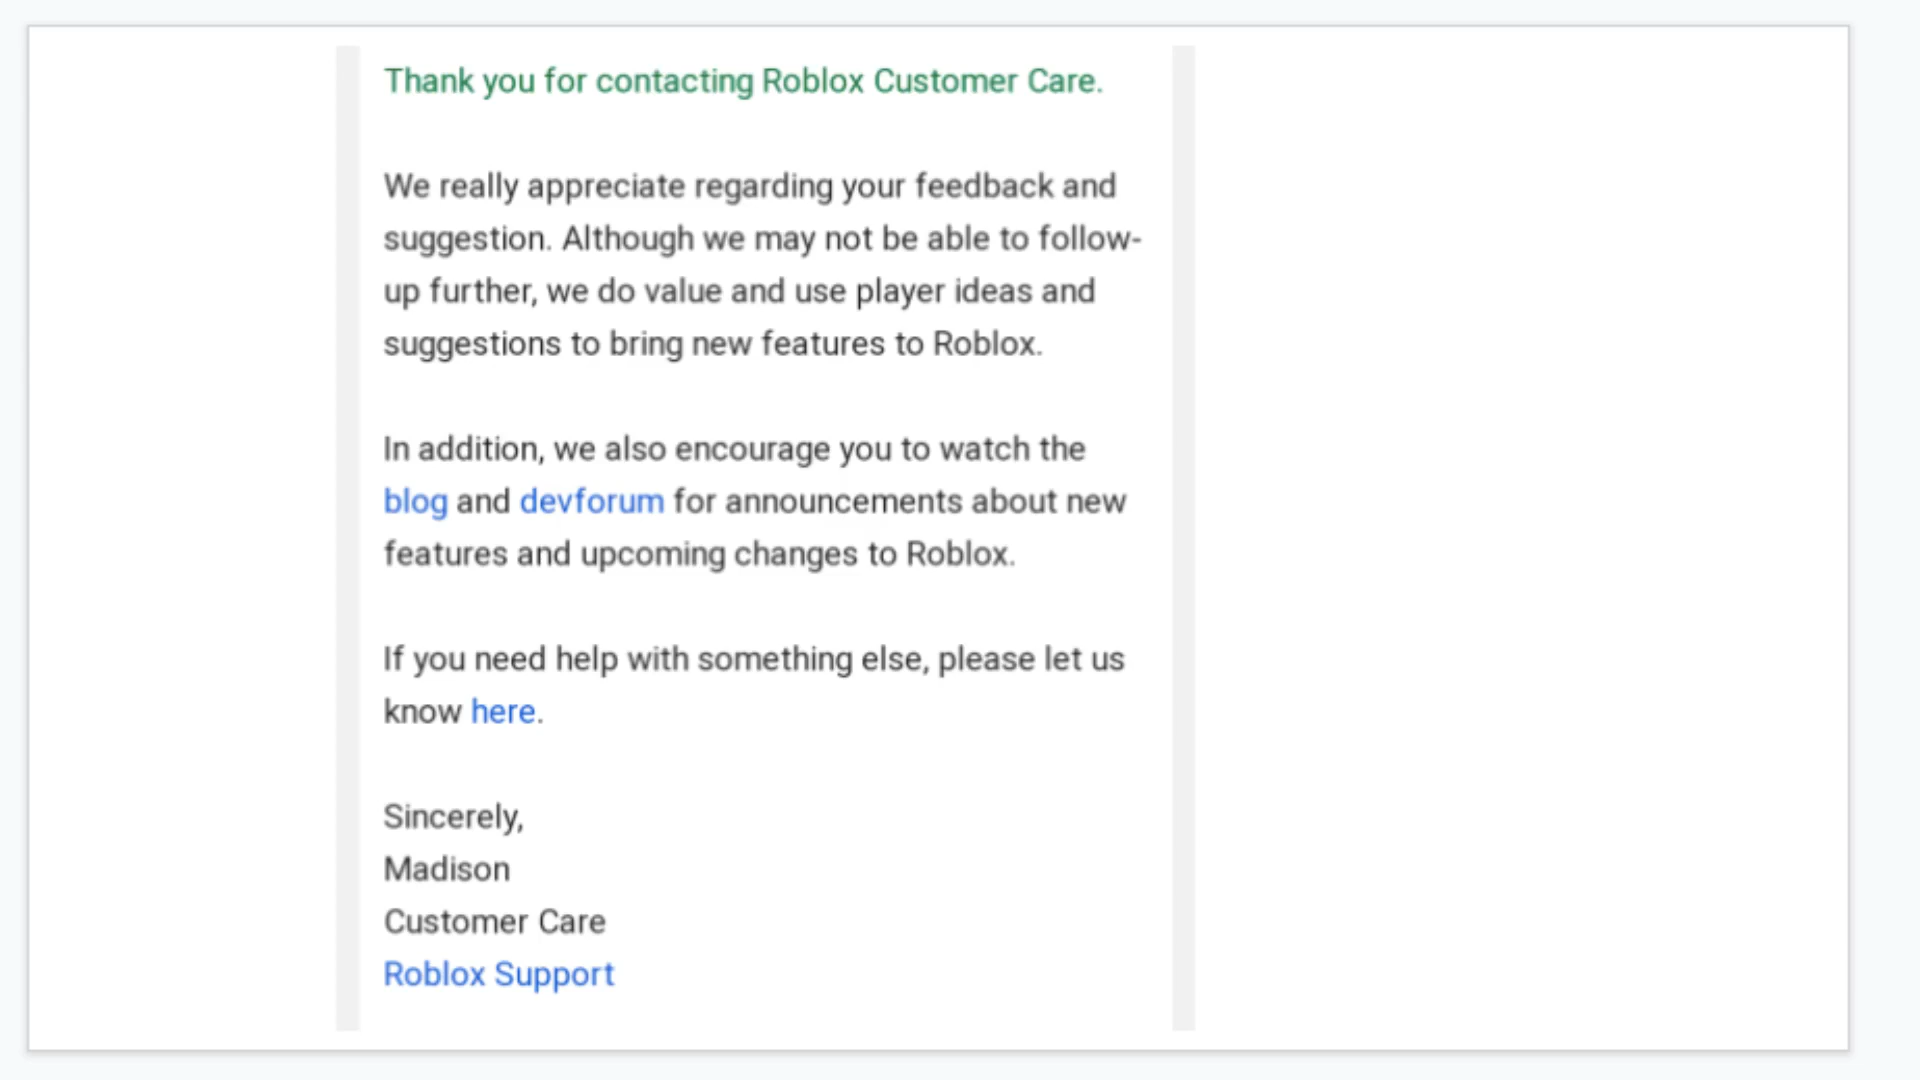 Thank you for contacting Roblox Customer Care.
We really appreciate regarding your feedback and
suggestion. Although we may not be able to follow-
up further, we do value and use player ideas and
suggestions to bring new features to Roblox.
In addition, we also encourage you to watch the
blog and devforum for announcements about new
features and upcoming changes to Roblox.
If you need help with something else, please let us
know here.
Sincerely,
Madison
Customer Care
Roblox Support